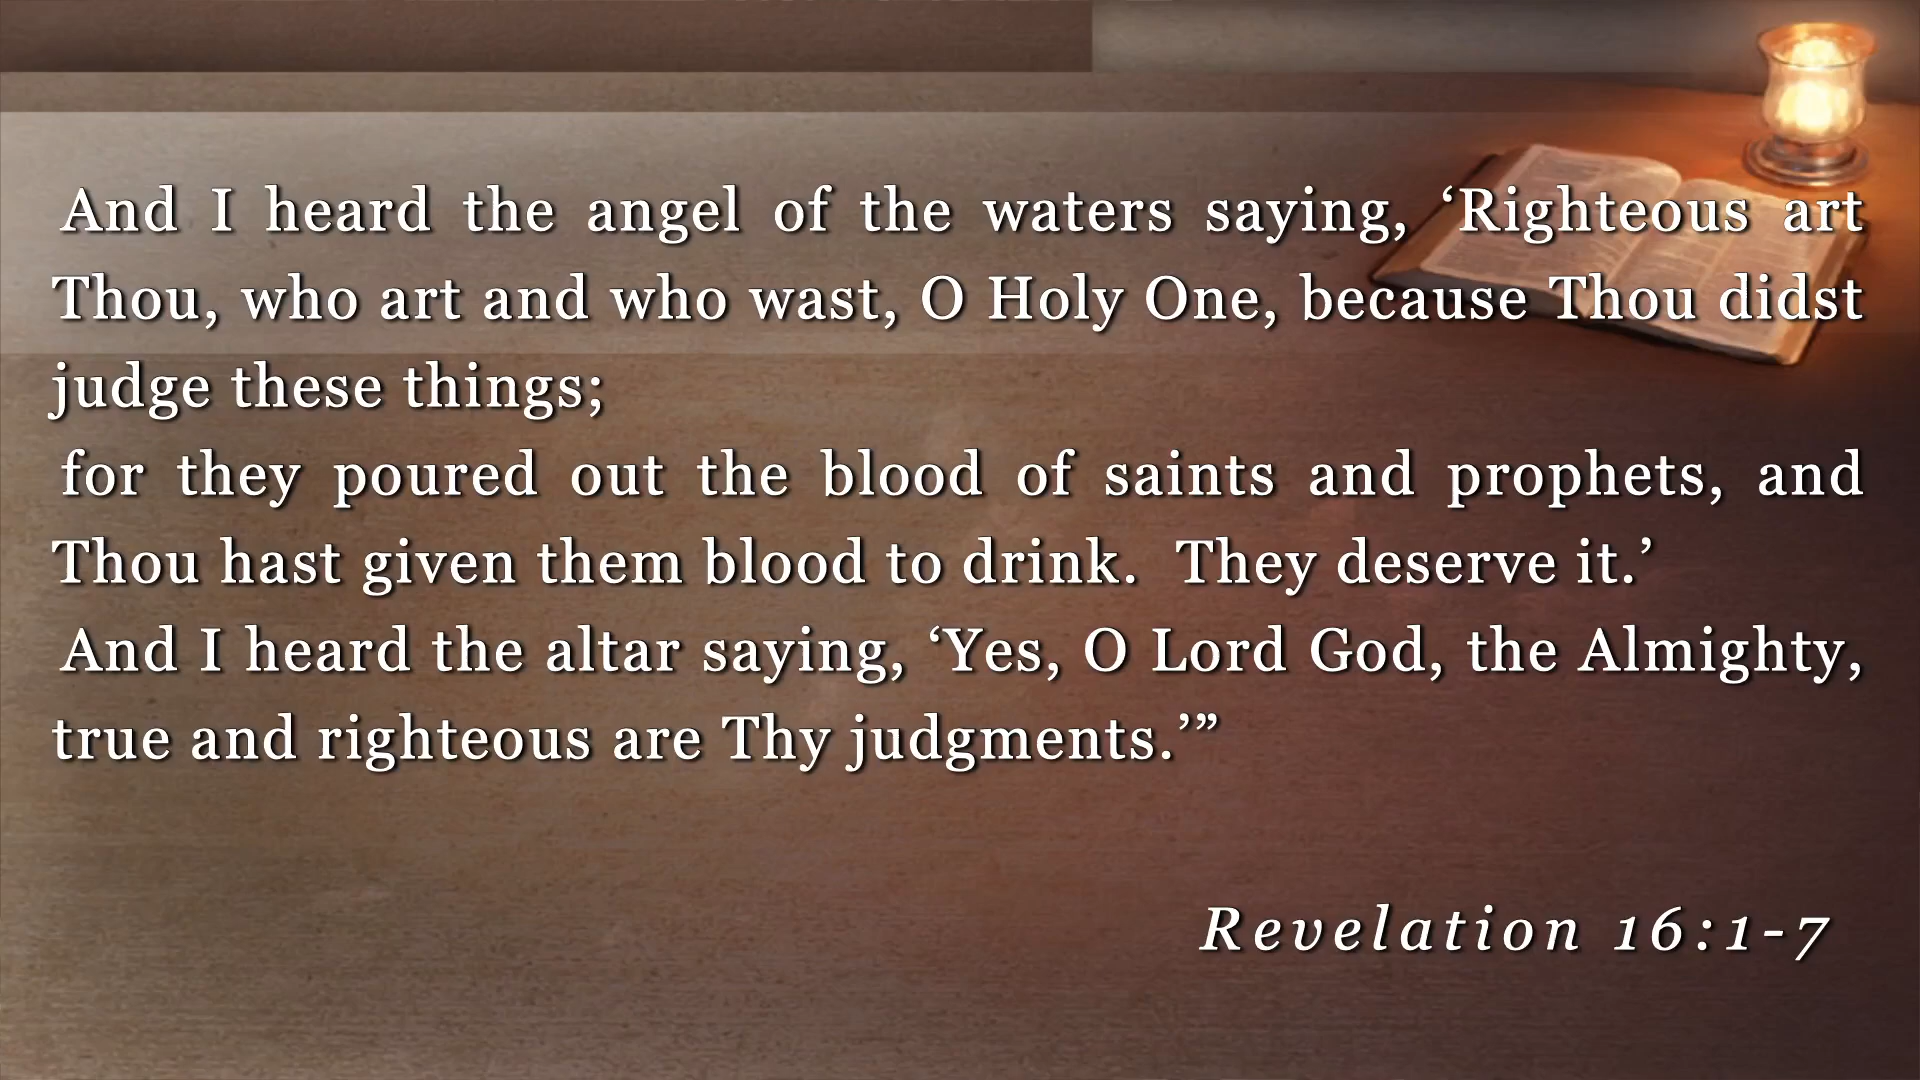 And I heard the angel of the waters saying, ‘Righteous art
Thou, who art and who wast, O Holy One, because Thou didst
judge these things;
for they poured out the blood of saints and prophets, and
Thou hast given them blood to drink.  They deserve it.’
And I heard the altar saying, ‘Yes, O Lord God, the Almighty,
true and righteous are Thy judgments.’”
Revelation 16:1-7